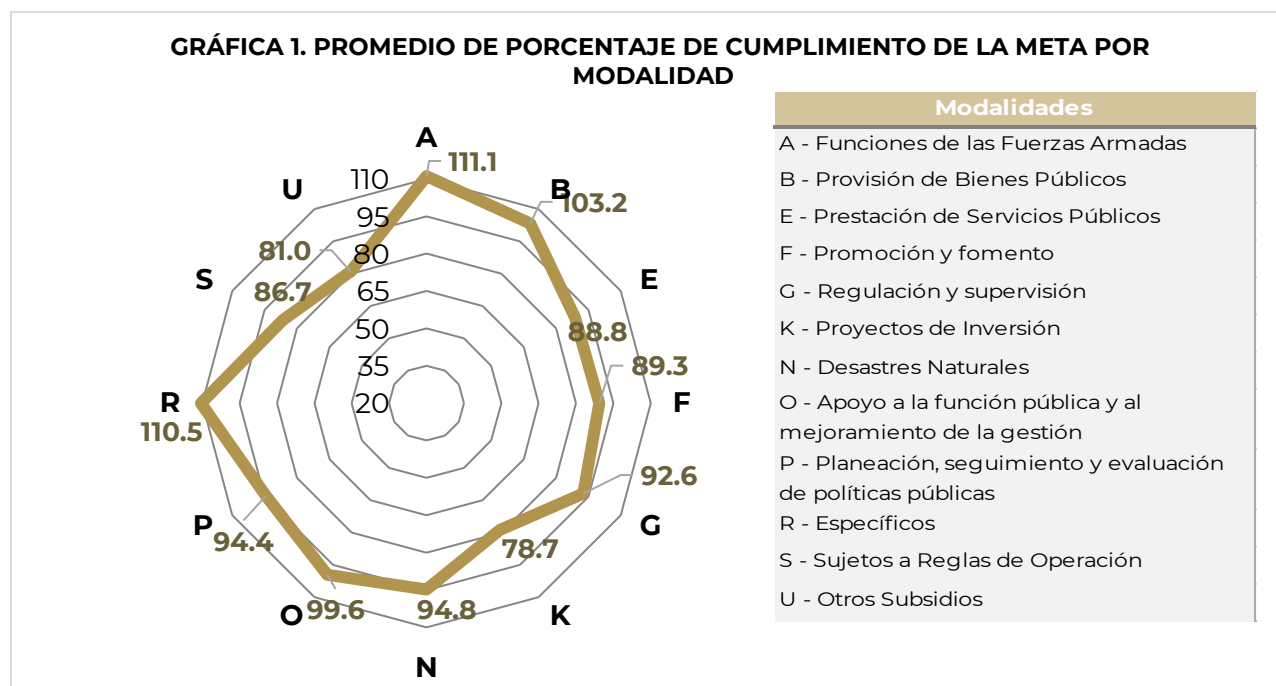 GRÁFICA 1. PROMEDIO DE PORCENTAJE DE CUMPLIMIENTO DE LA META POR
MODALIDAD
A
111.1
B
103.2
E
88.8
F
89.3
G
92.6
K
78.7
N
94.8
O
99.6
P
94.4
R
110.5
S
86.7
U
81.0
110
95
80
65
50
35
20
Modalidades
A - Funciones de las Fuerzas Armadas
B - Provisión de Bienes Públicos
E - Prestación de Servicios Públicos
F - Promoción y fomento
G - Regulación y supervisión
K - Proyectos de Inversión
N - Desastres Naturales
O - Apoyo a la función pública y al
mejoramiento de la gestión
P - Planeación, seguimiento y evaluación
de políticas públicas
R - Específicos
S - Sujetos a Reglas de Operación
U - Otros Subsidios